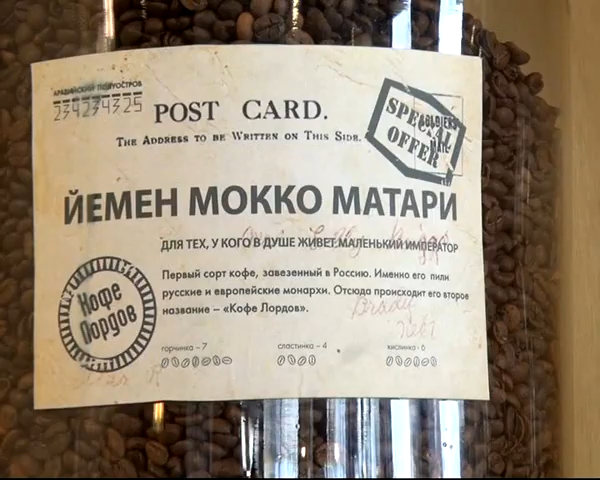 АРАВИЙСКИЙ ПОЛУОСТРОВ
234234325
POST CARD.
THE ADDRESS TO BE WRITTEN ON THIS SIDE.
SPECIAL
OFFER
ЙЕМЕН МОККО МАТАРИ
ДЛЯ ТЕХ, У КОГО В ДУШЕ ЖИВЕТ МАЛЕНЬКИЙ ИМПЕРАТОР
Первый сорт кофе, завезенный в Россию. Именно его пили
русские и европейские монархи. Отсюда происходит его второе
название – «Кофе Лордов».
Кофе
Лордов
Brady
горчинка – 7 сластинка – 4 кислинка – 6